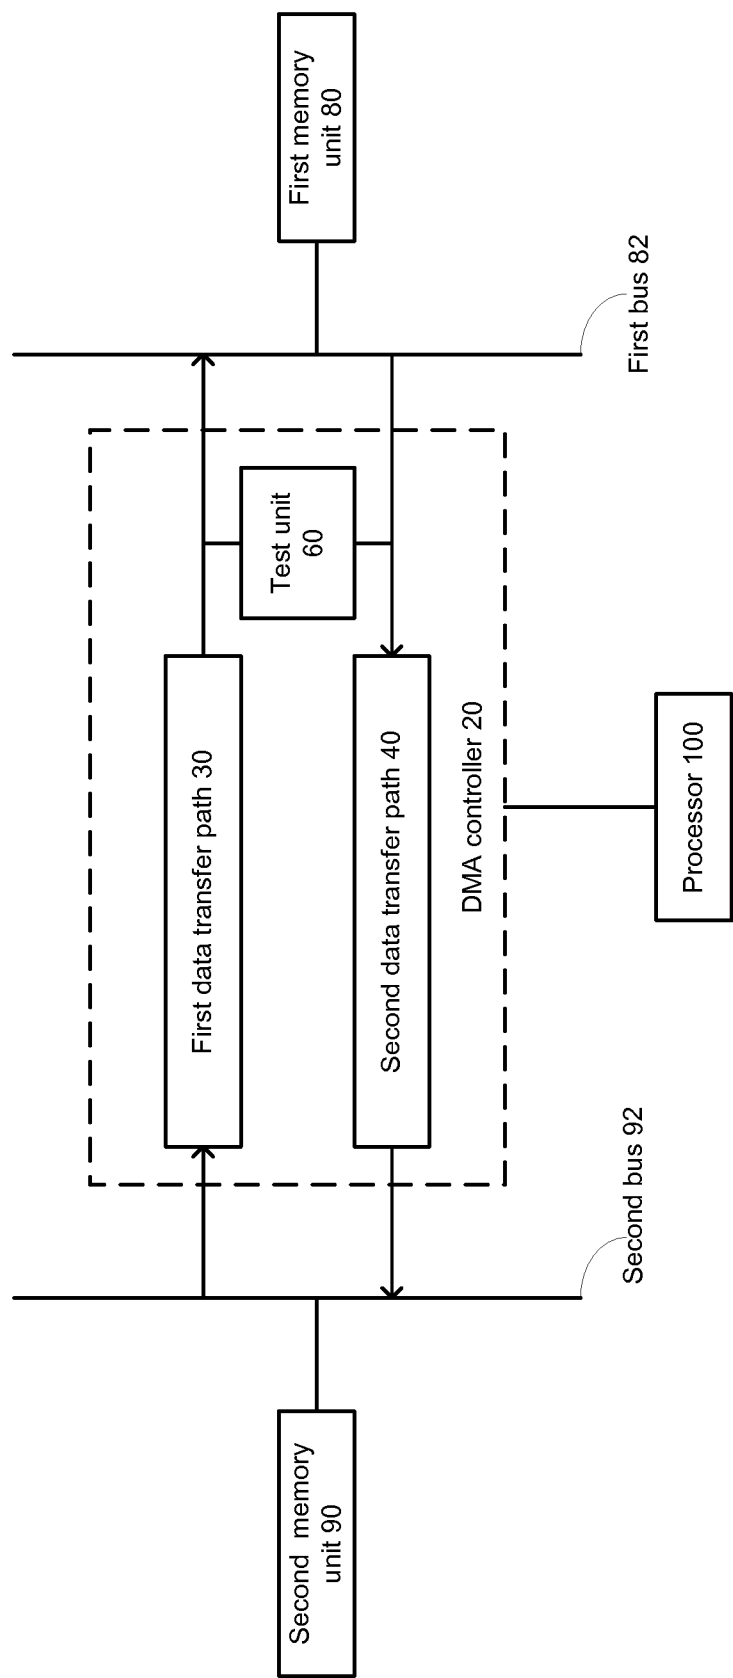 First data transfer path 30
Test unit
60
Second memory
unit 90
First memory
unit 80
Second data transfer path 40
DMA controller 20
Second bus 92
First bus 82
Processor 100